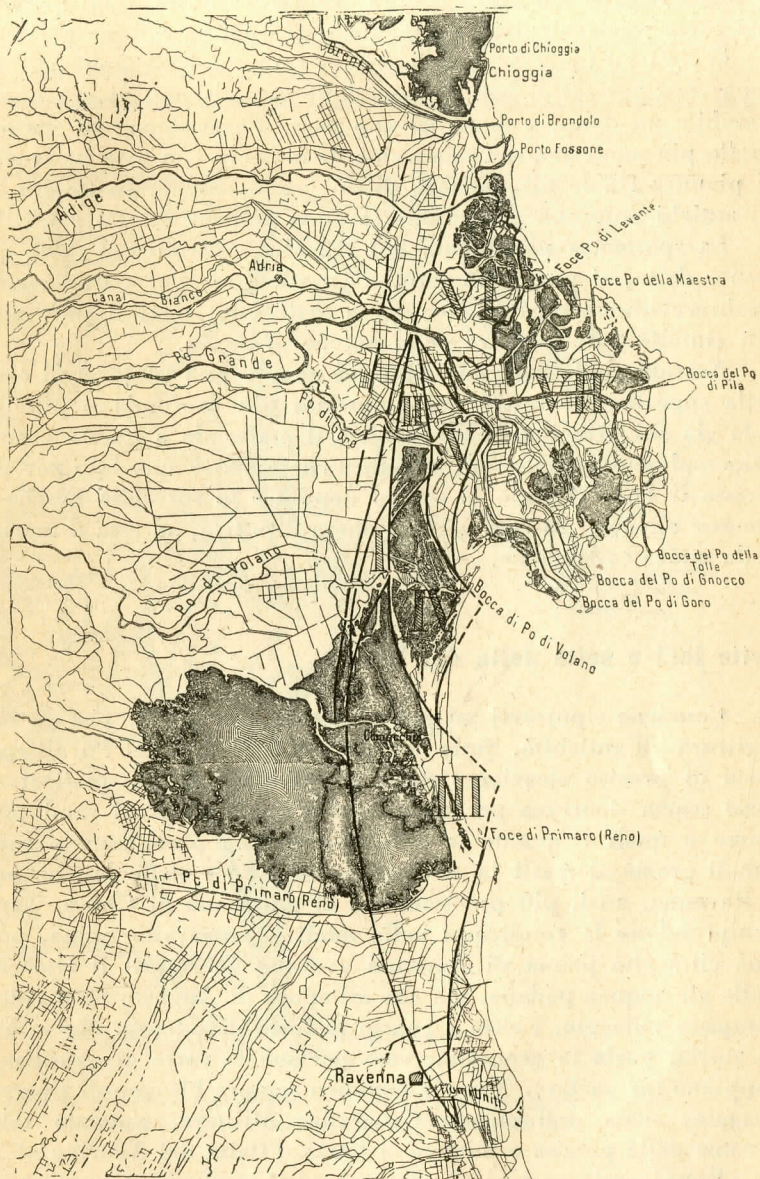 Porto di Chioggia
Chioggia
Brenta
Porto di Brondolo
Porto Fossone
Adige
Foce Po di Levante
Adria
Foce Po della Maestra
Canal Bianco
VI
Po Grande
Bocca del Po
di Pila
VII
Po di Goro
III
V
Bocca del Po della
Tolle
Po di Volano
I
Bocca del Po di Gnocco
Bocca di Po di Volano
Bocca del Po di Goro
IV
Comacchio
NI
Foce di Primaro (Reno)
Po di Primaro (Reno)
Ravenna
Fiumi Uniti